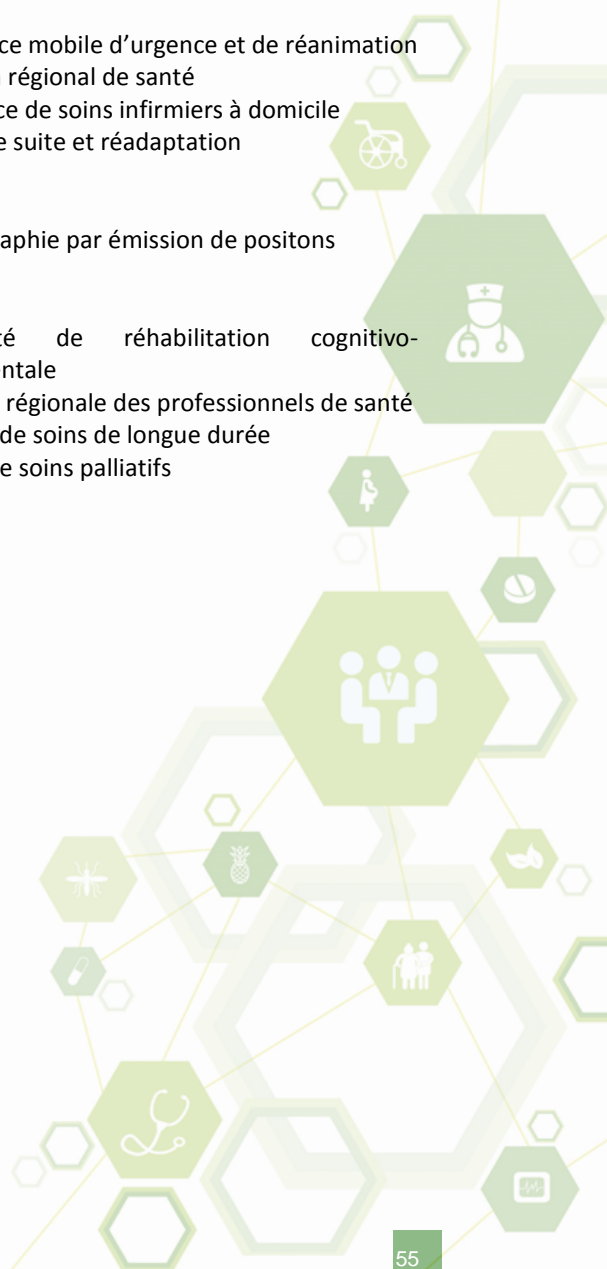 ce mobile d’urgence et de réanimation
régional de santé
ce de soins infirmiers à domicile
e suite et réadaptation
aphie par émission de positons
té de réhabilitation cognitivo-
entale
régionale des professionnels de santé
de soins de longue durée
e soins palliatifs
55